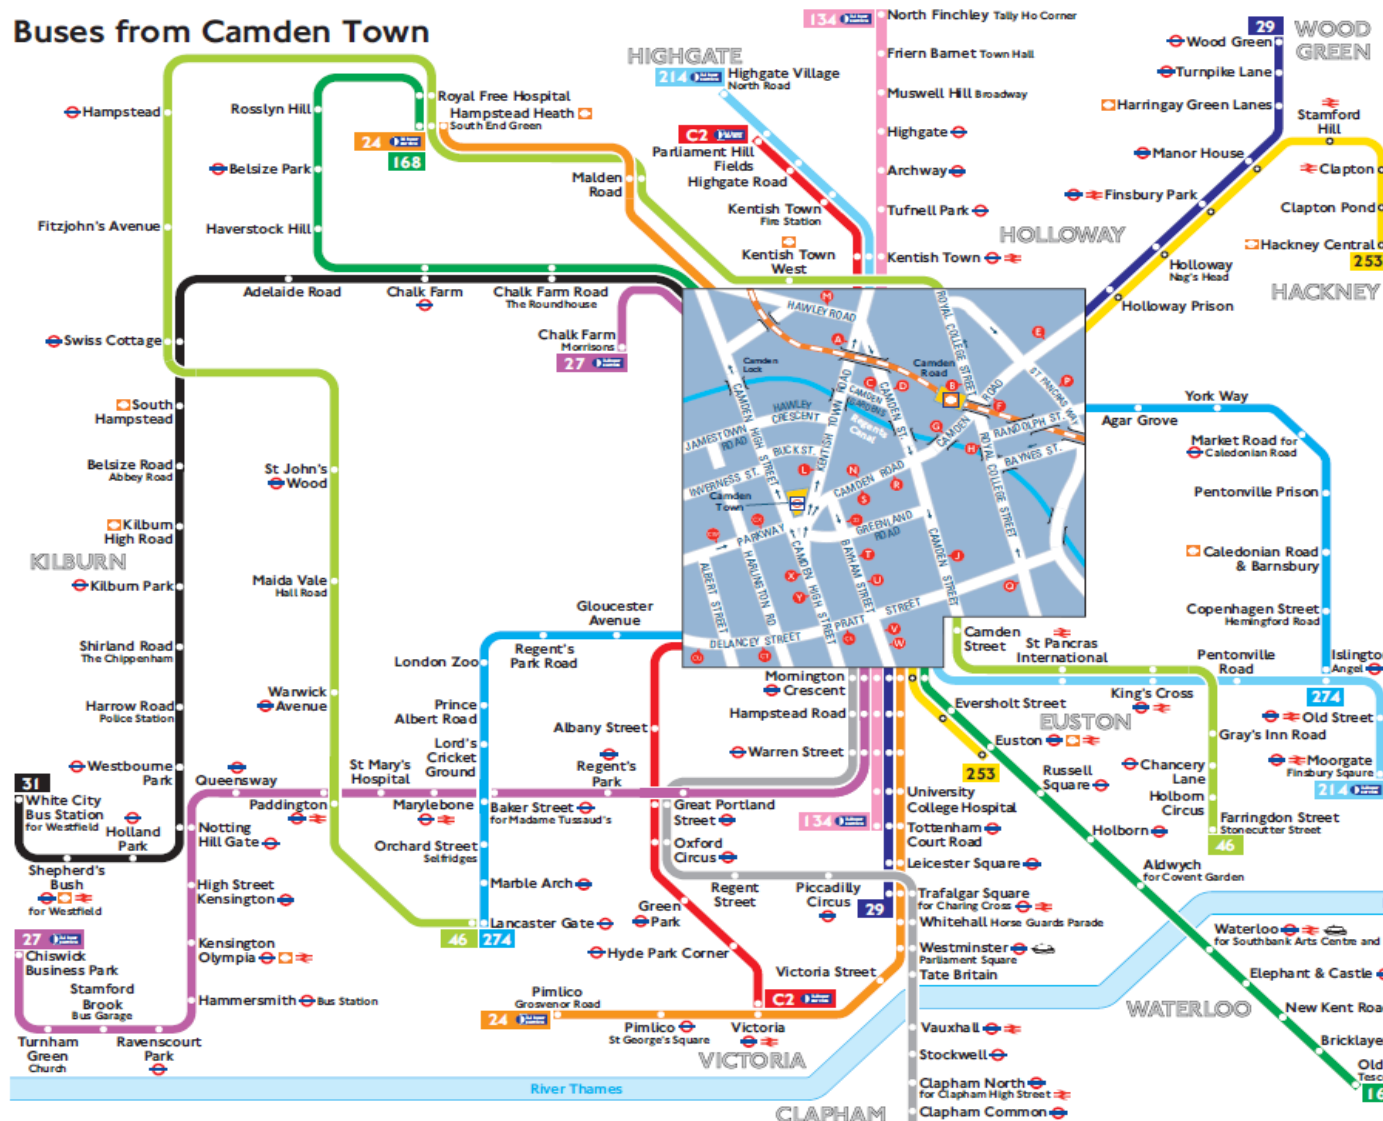 Buses from Camden Town
134
North Finchley Tally Ho Corner
Friern Barnet Town Hall
Muswell Hill Broadway
Highgate
Archway
Tufnell Park
Kentish Town
29
WOOD
GREEN
Wood Green
Turnpike Lane
Harringay Green Lanes
Manor House
Finsbury Park
Stamford
Hill
Clapton
Clapton Pond
Hackney Central
253
HACKNEY
HOLLOWAY
Holloway
Nag's Head
Holloway Prison
HIGHGATE
214
Highgate Village
North Road
C2
Parliament Hill
Fields
Highgate Road
Kentish Town
Fire Station
Kentish Town
West
Hampstead
Rosslyn Hill
Royal Free Hospital
Hampstead Heath
South End Green
24
168
Belsize Park
Malden
Road
Fitzjohn's Avenue
Haverstock Hill
Adelaide Road
Chalk Farm
Chalk Farm Road
The Roundhouse
Chalk Farm
Morrisons
27
Swiss Cottage
South
Hampstead
Belsize Road
Abbey Road
Kilburn
High Road
KILBURN
Kilburn Park
Shirland Road
The Chippenham
Harrow Road
Police Station
Westbourne
Park
St John's
Wood
Maida Vale
Hall Road
Warwick
Avenue
HAWLEY ROAD
ROYAL COLLEGE STREET
Camden
Lock
Camden
Road
ST PANCRAS WAY
CAMDEN HIGH STREET
KENTISH TOWN ROAD
CAMDEN
GARDENS
CAMDEN ST.
HAWLEY
CRESCENT
Regents
Canal
CAMDEN ROAD
RANDOLPH ST.
JAMESTOWN
ROAD
BUCK ST.
BAYNES ST.
INVERNESS ST.
CAMDEN ROAD
ROYAL COLLEGE STREET
Camden
Town
GREENLAND
ROAD
PARKWAY
ALBERT STREET
CAMDEN HIGH STREET
BAYHAM STREET
CAMDEN STREET
PRATT STREET
DELANCEY STREET
M
A
E
C
D
B
P
F
G
H
L
N
R
S
T
J
U
X
Y
Q
V
W
York Way
Agar Grove
Market Road for
Caledonian Road
Pentonville Prison
Caledonian Road
& Barnsbury
Copenhagen Street
Hemingford Road
Angel
274
Camden
Street
St Pancras
International
Pentonville
Road
King's Cross
Old Street
Moorgate
Finsbury Sqaure
214
Gray's Inn Road
Chancery
Lane
Holborn
Circus
Farringdon Street
Stonecutter Street
46
Eversholt Street
EUSTON
Euston
253
Russell
Square
Holborn
Aldwych
for Covent Garden
Waterloo
for Southbank Arts Centre and
Elephant & Castle
New Kent Road
WATERLOO
Gloucester
Avenue
Regent's
Park Road
London Zoo
Prince
Albert Road
Lord's
Cricket
Ground
Albany Street
Regent's
Park
Mornington
Crescent
Hampstead Road
Warren Street
University
College Hospital
134
Tottenham
Court Road
Leicester Square
29
Trafalgar Square
for Charing Cross
Whitehall Horse Guards Parade
Westminster
Parliament Square
Tate Britain
Vauxhall
Stockwell
Clapham North
for Clapham High Street
Clapham Common
CLAPHAM
31
White City
Bus Station
for Westfield
Holland
Park
Shepherd's
Bush
for Westfield
Queensway
Notting
Hill Gate
Paddington
St Mary's
Hospital
Marylebone
Baker Street
for Madame Tussaud's
Orchard Street
Selfridges
Marble Arch
Lancaster Gate
46
274
Great Portland
Street
Oxford
Circus
Regent
Street
Piccadilly
Circus
Green
Park
Hyde Park Corner
C2
Victoria Street
High Street
Kensington
Kensington
Olympia
Hammersmith Bus Station
27
Chiswick
Business Park
Stamford
Brook
Bus Garage
Turnham
Green
Church
Ravenscourt
Park
Pimlico
Grosvenor Road
24
Pimlico
St George's Square
Victoria
VICTORIA
River Thames